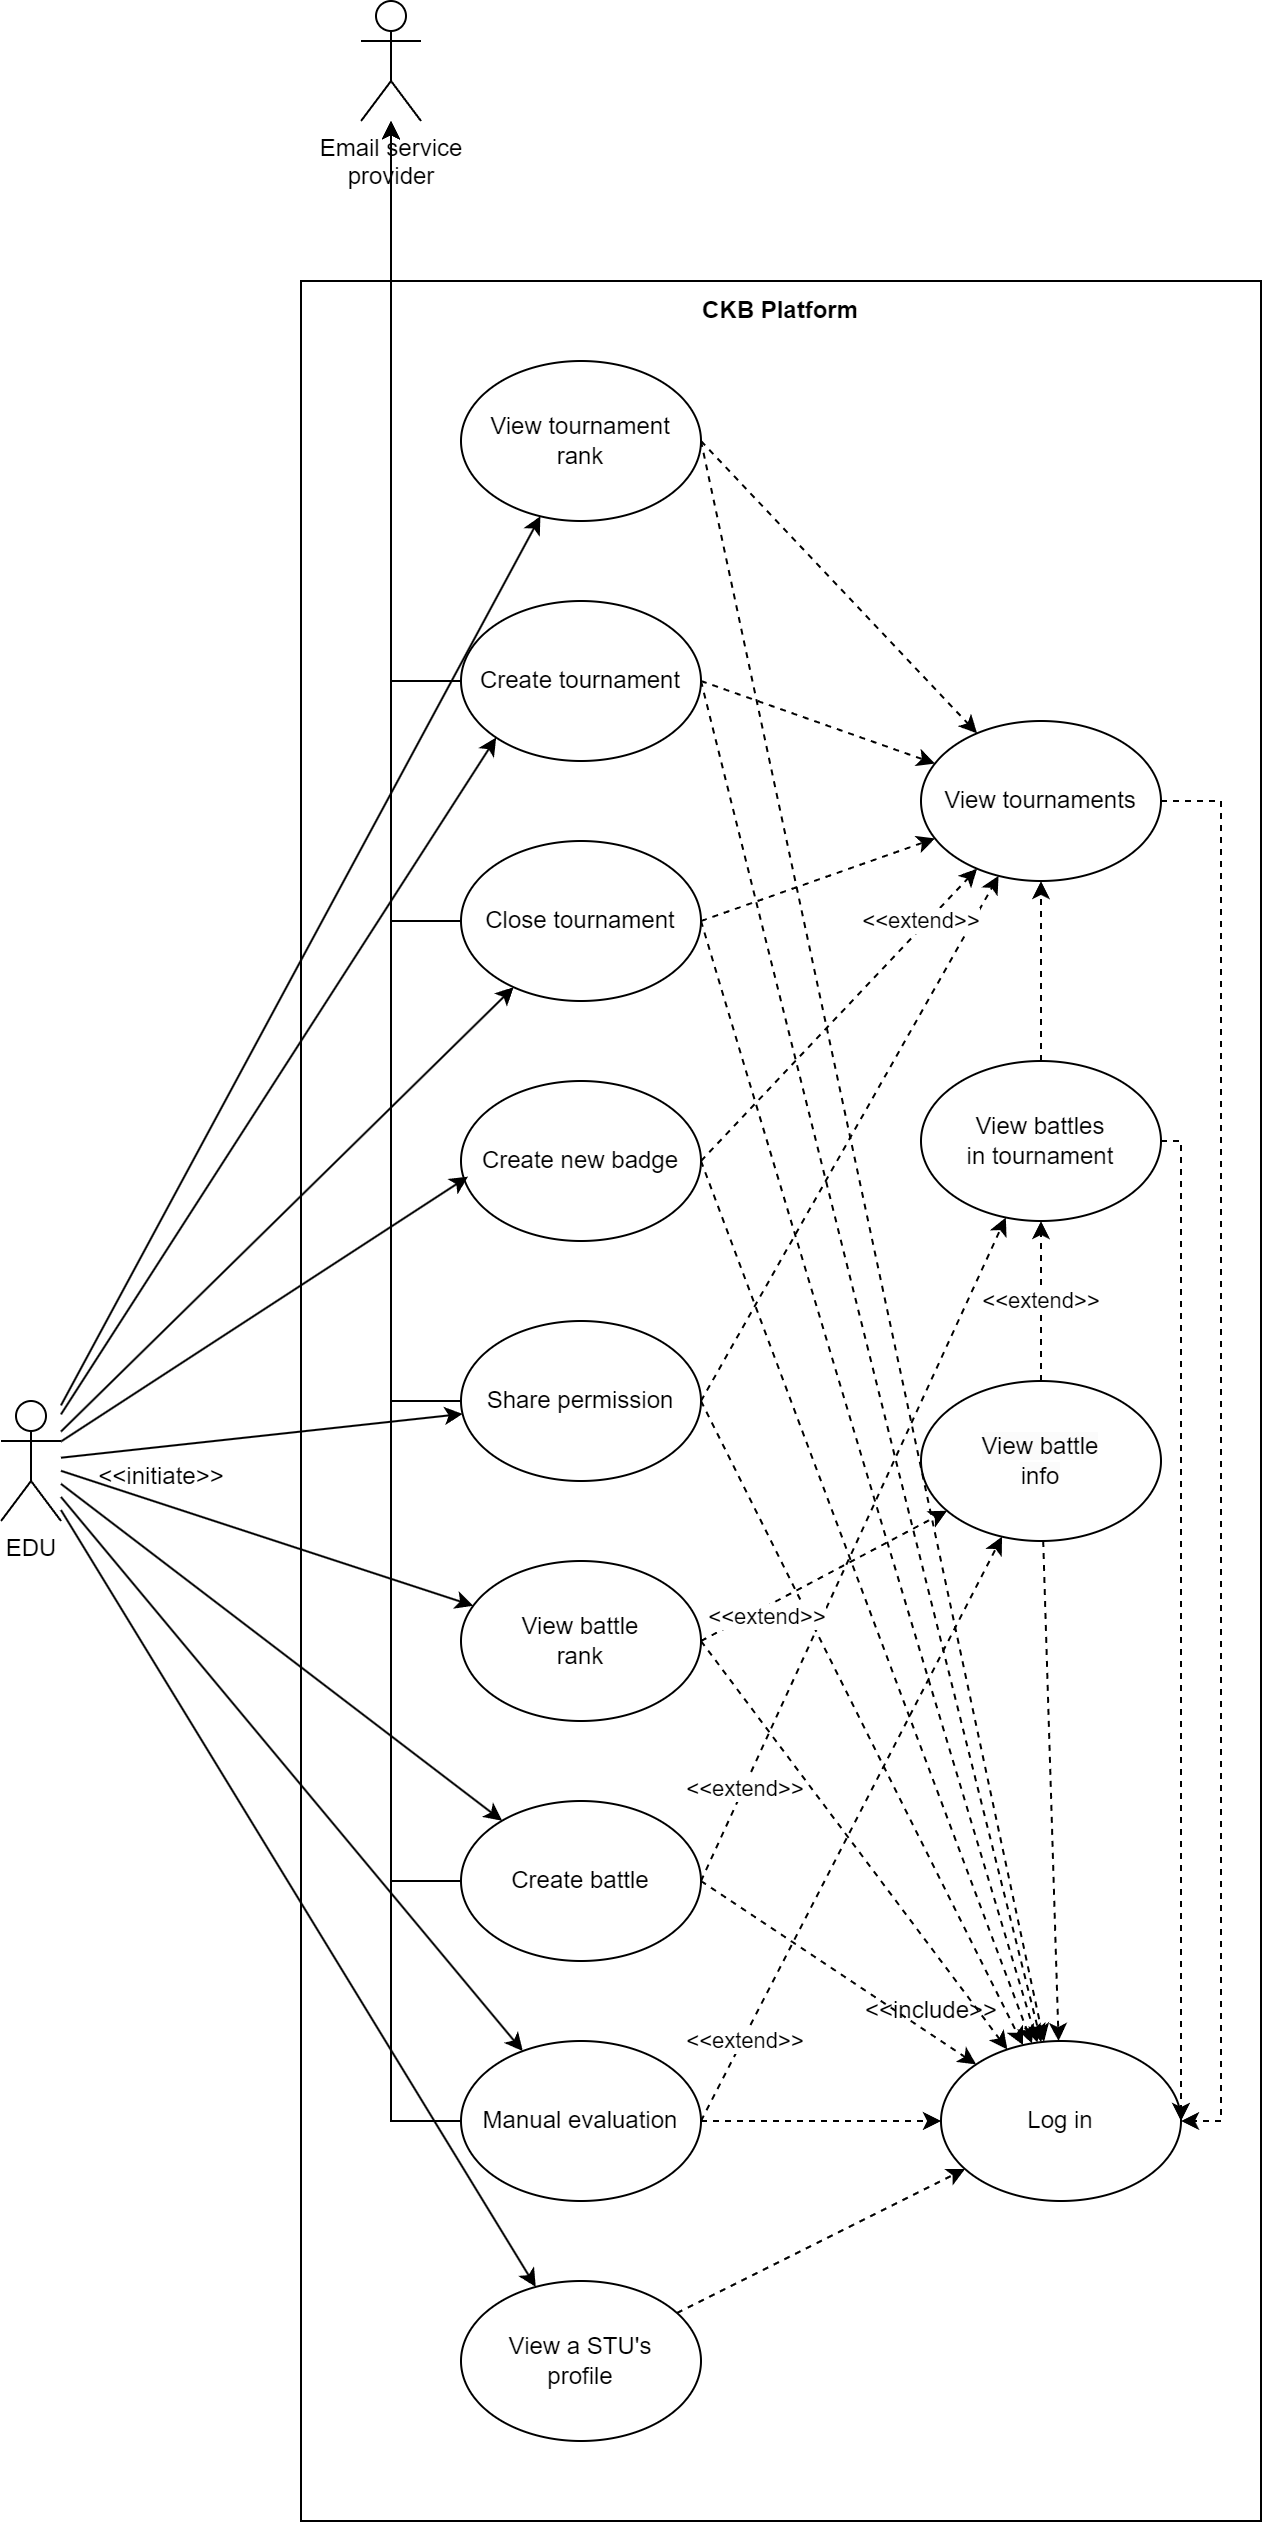 Email service
provider
CKB Platform
View tournament
rank
Create tournament
View tournaments
Close tournament
<<extend>>
Create new badge
View battles
in tournament
<<extend>>
Share permission
View battle
info
<<initiate>>
EDU
<<extend>>
View battle
rank
<<extend>>
Create battle
<<include>>
<<extend>>
Manual evaluation
Log in
View a STU's
profile